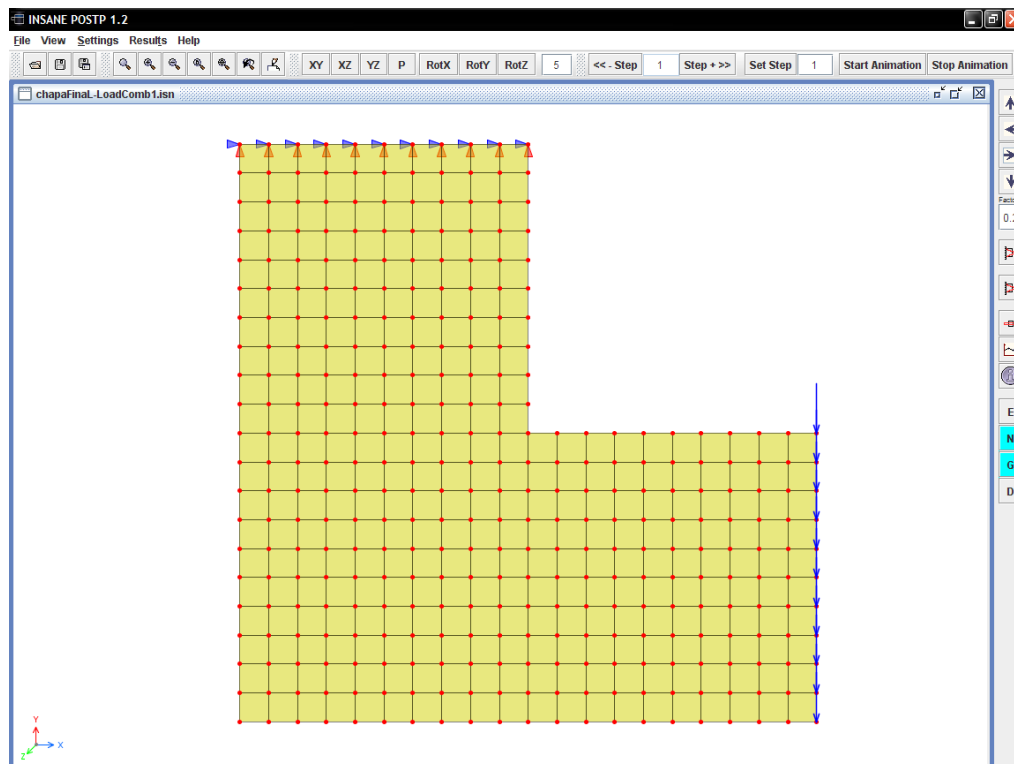 INSANE POSTP 1.2
File View Settings Results Help
XY XZ YZ P RotX RotY RotZ 5 << - Step 1 Step + >> Set Step 1 Start Animation Stop Animation
chapaFinaL-LoadComb1.isn
E
N
G
D
Y
X
Z